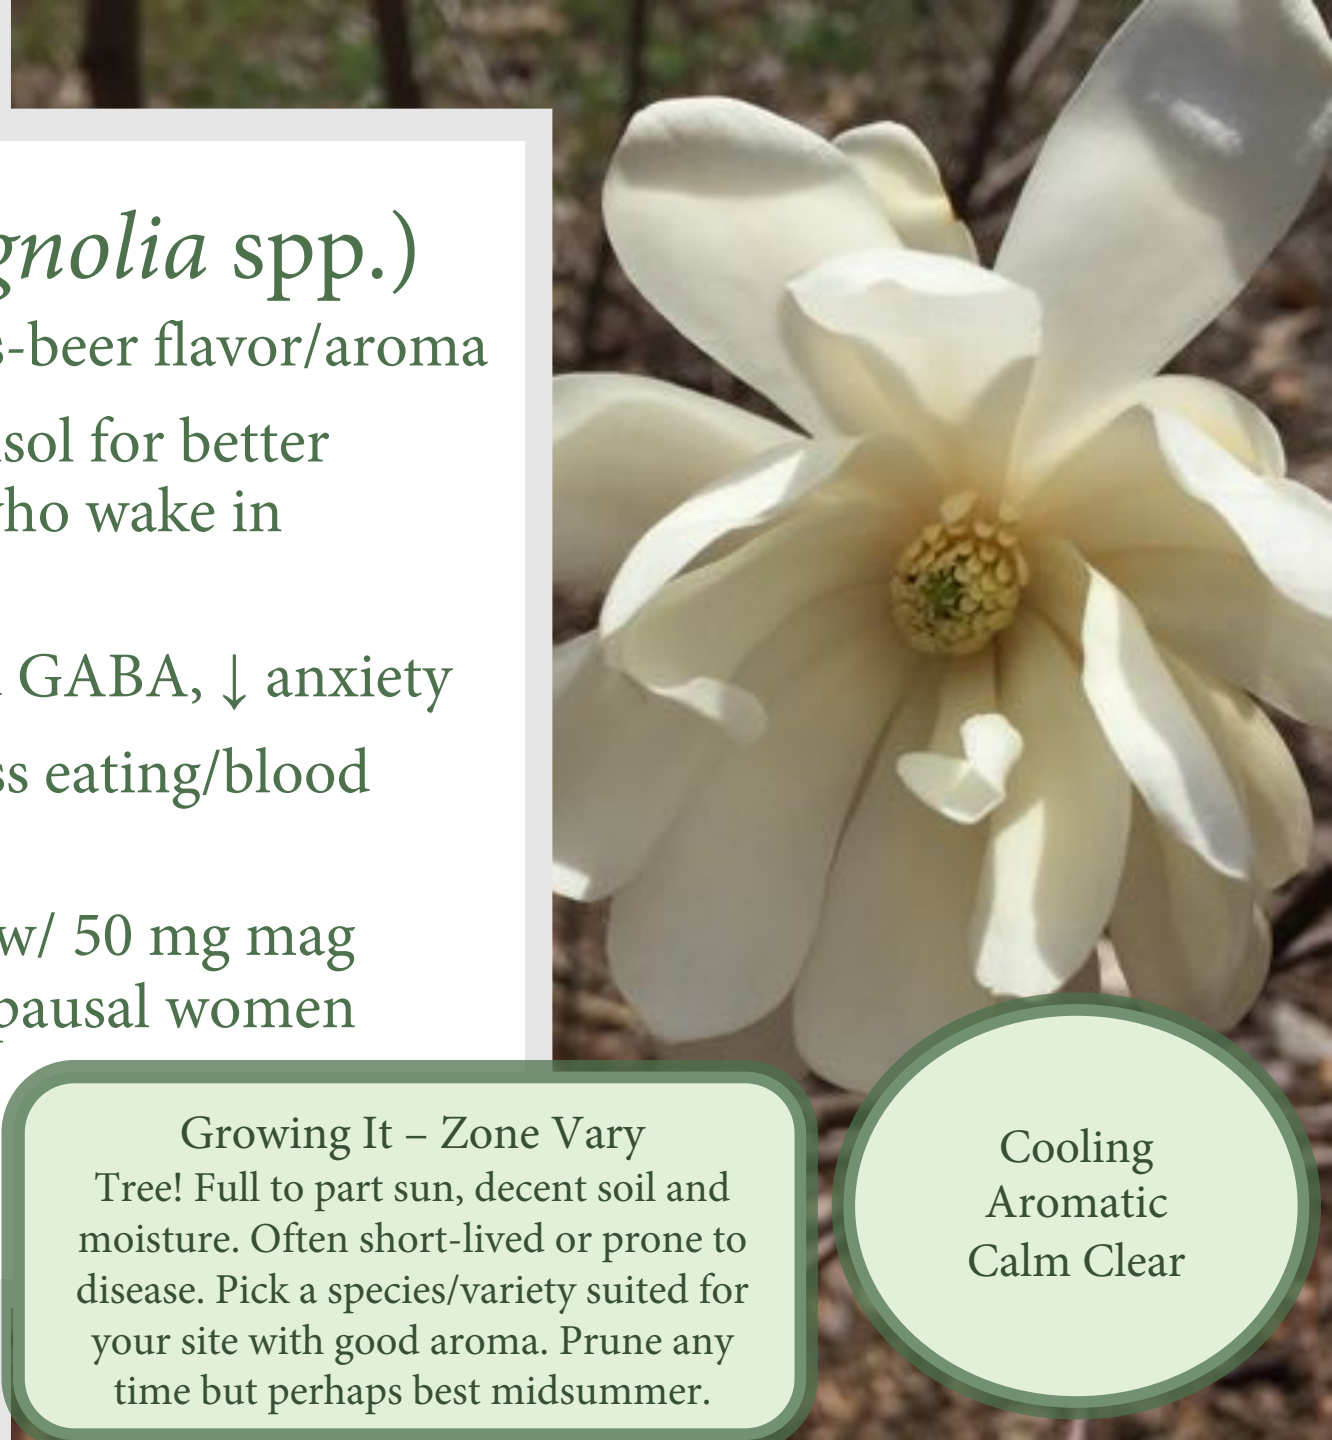 gnolia spp.)
s-beer flavor/aroma
sol for better
who wake in
GABA, ↓ anxiety
ss eating/blood
w/ 50 mg mag
pausal women
Growing It – Zone Vary
Tree! Full to part sun, decent soil and
moisture. Often short-lived or prone to
disease. Pick a species/variety suited for
your site with good aroma. Prune any
time but perhaps best midsummer.
Cooling
Aromatic
Calm Clear